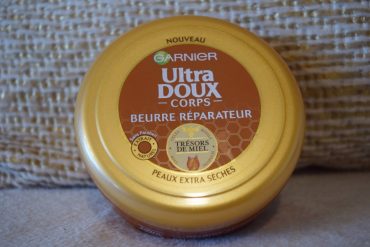 NOUVEAU
GARNIER
Ultra
DOUX
CORPS
BEURRE RÉPARATEUR
TRÉSORS
DE MIEL
PEAUX EXTRA SÈCHES